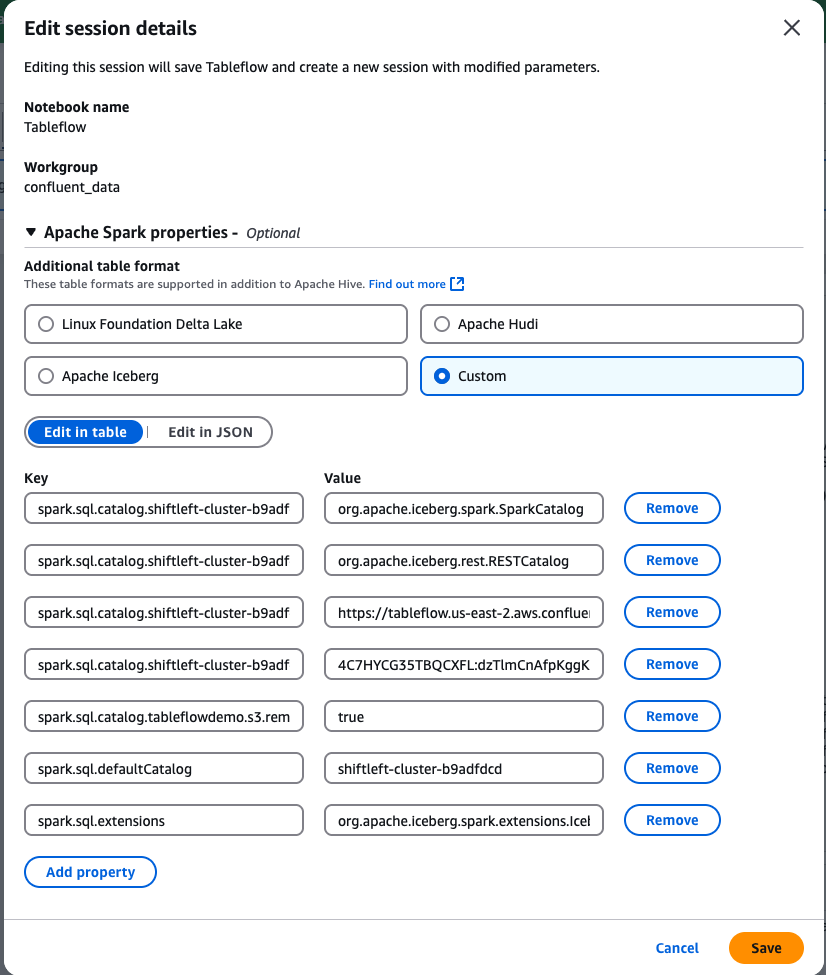 Edit session details
Editing this session will save Tableflow and create a new session with modified parameters.
Notebook name
Tableflow
Workgroup
confluent_data
Apache Spark properties - Optional
Additional table format
These table formats are supported in addition to Apache Hive. Find out more
Linux Foundation Delta Lake
Apache Hudi
Apache Iceberg
Custom
Edit in table | Edit in JSON
Key Value
spark.sql.catalog.shiftleft-cluster-b9adf org.apache.iceberg.spark.SparkCatalog Remove
spark.sql.catalog.shiftleft-cluster-b9adf org.apache.iceberg.rest.RESTCatalog Remove
spark.sql.catalog.shiftleft-cluster-b9adf https://tableflow.us-east-2.aws.conflue Remove
spark.sql.catalog.shiftleft-cluster-b9adf 4C7HYCG35TBQCXFL:dzTlmCnAfpKggK Remove
spark.sql.catalog.tableflowdemo.s3.rem true Remove
spark.sql.defaultCatalog shiftleft-cluster-b9adfdcd Remove
spark.sql.extensions org.apache.iceberg.spark.extensions.Iceb Remove
Add property
Cancel Save